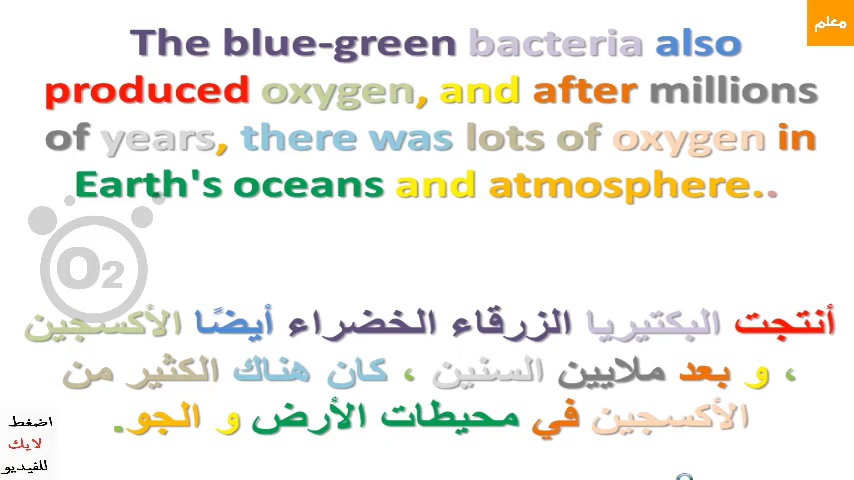 معلم
The blue-green bacteria also
produced oxygen, and after millions
of years, there was lots of oxygen in
Earth's oceans and atmosphere..
O2
أنتجت البكتيريا الزرقاء الخضراء أيضًا الأكسجين
، و بعد ملايين السنين ، كان هناك الكثير من
الأكسجين في محيطات الأرض و الجو.
اضغط
لايك
للفيديو